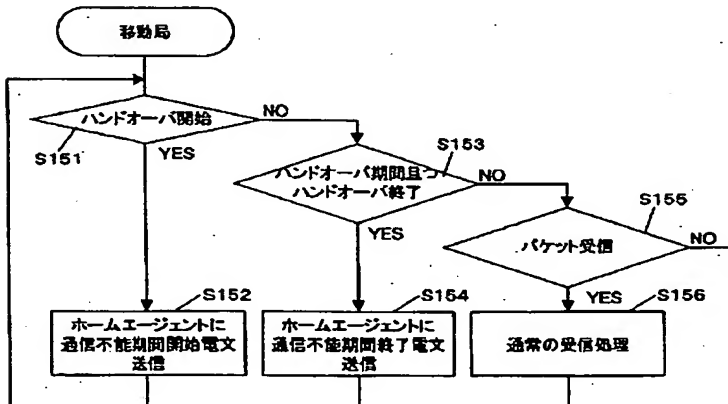 移動局
ハンドオーバ開始
NO
S151
YES
S153
ハンドオーバ期間且つ
ハンドオーバ終了
NO
S155
YES
パケット受信
NO
S152
S154
YES
S156
ホームエージェントに
通信不能期間開始電文
送信
ホームエージェントに
通信不能期間終了電文
送信
通常の受信処理